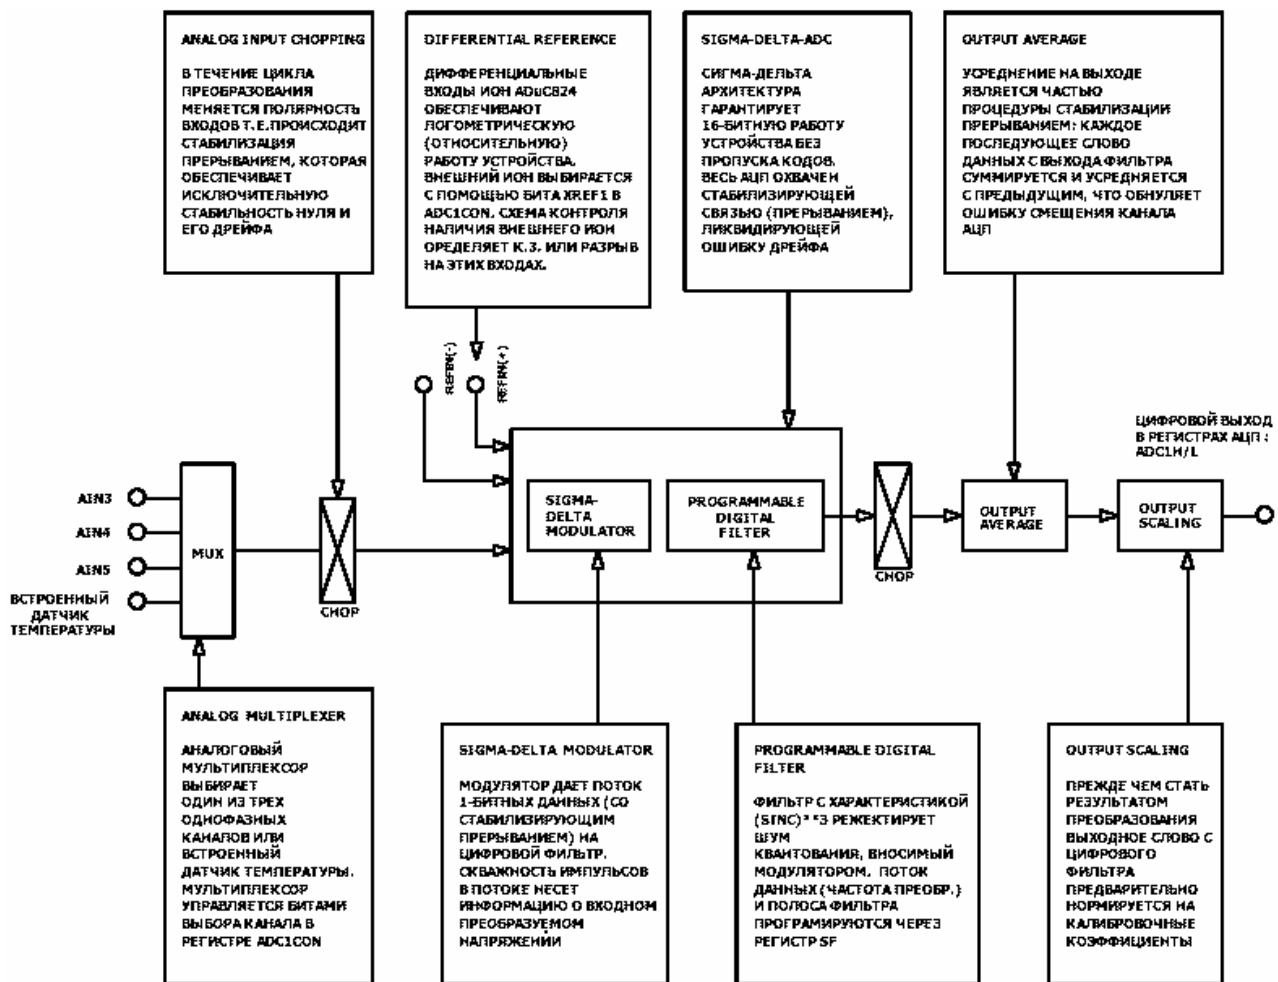 ANALOG INPUT CHOPPING
В ТЕЧЕНИЕ ЦИКЛА
ПРЕОБРАЗОВАНИЯ
МЕНЯЕТСЯ ПОЛЯРНОСТЬ
ВХОДОВ Т.Е.ПРОИСХОДИТ
СТАБИЛИЗАЦИЯ
ПРЕРЫВАНИЕМ, КОТОРАЯ
ОБЕСПЕЧИВАЕТ
ИСКЛЮЧИТЕЛЬНУЮ
СТАБИЛЬНОСТЬ НУЛЯ И
ЕГО ДРЕЙФА
DIFFERENTIAL REFERENCE
ДИФФЕРЕНЦИАЛЬНЫЕ
ВХОДЫ ИОН ADuC824
ОБЕСПЕЧИВАЮТ
ЛОГОМЕТРИЧЕСКУЮ
(ОТНОСИТЕЛЬНУЮ)
РАБОТУ УСТРОЙСТВА.
ВНЕШНИЙ ИОН ВЫБИРАЕТСЯ
С ПОМОЩЬЮ БИТА XREF1 В
ADC1CON. СХЕМА КОНТРОЛЯ
НАЛИЧИЯ ВНЕШНЕГО ИОН
ОРЕДЕЛЯЕТ К.З. ИЛИ РАЗРЫВ
НА ЭТИХ ВХОДАХ.
SIGMA-DELTA-ADC
СИГМА-ДЕЛЬТА
АРХИТЕКТУРА
ГАРАНТИРУЕТ
16-БИТНУЮ РАБОТУ
УСТРОЙСТВА БЕЗ
ПРОПУСКА КОДОВ.
ВЕСЬ АЦП ОХВАЧЕН
СТАБИЛИЗИРУЮЩЕЙ
СВЯЗЬЮ (ПРЕРЫВАНИЕМ),
ЛИКВИДИРУЮЩЕЙ
ОШИБКУ ДРЕЙФА
OUTPUT AVERAGE
УСРЕДНЕНИЕ НА ВЫХОДЕ
ЯВЛЯЕТСЯ ЧАСТЬЮ
ПРОЦЕДУРЫ СТАБИЛИЗАЦИИ
ПРЕРЫВАНИЕМ: КАЖДОЕ
ПОСЛЕДУЮЩЕЕ СЛОВО
ДАННЫХ С ВЫХОДА ФИЛЬТРА
СУММИРУЕТСЯ И УСРЕДНЯЕТСЯ
С ПРЕДЫДУЩИМ, ЧТО ОБНУЛЯЕТ
ОШИБКУ СМЕЩЕНИЯ КАНАЛА
АЦП
REFIN(-)
REFIN(+)
ЦИФРОВОЙ ВЫХОД
В РЕГИСТРАХ АЦП :
ADC1H/L
AIN3
AIN4
AIN5
ВСТРОЕННЫЙ
ДАТЧИК
ТЕМПЕРАТУРЫ
MUX
CHOP
SIGMA-
DELTA
MODULATOR
PROGRAMMABLE
DIGITAL
FILTER
CHOP
OUTPUT
AVERAGE
OUTPUT
SCALING
ANALOG MULTIPLEXER
АНАЛОГОВЫЙ
МУЛЬТИПЛЕКСОР
ВЫБИРАЕТ
ОДИН ИЗ ТРЕХ
ОДНОФАЗНЫХ
КАНАЛОВ ИЛИ
ВСТРОЕННЫЙ
ДАТЧИК ТЕМПЕРАТУРЫ.
МУЛЬТИПЛЕКСОР
УПРАВЛЯЕТСЯ БИТАМИ
ВЫБОРА КАНАЛА В
РЕГИСТРЕ ADC1CON
SIGMA-DELTA MODULATOR
МОДУЛЯТОР ДАЕТ ПОТОК
1-БИТНЫХ ДАННЫХ (СО
СТАБИЛИЗИРУЮЩИМ
ПРЕРЫВАНИЕМ) НА
ЦИФРОВОЙ ФИЛЬТР.
СКВАЖНОСТЬ ИМПУЛЬСОВ
В ПОТОКЕ НЕСЕТ
ИНФОРМАЦИЮ О ВХОДНОМ
ПРЕОБРАЗУЕМОМ
НАПРЯЖЕНИИ
PROGRAMMABLE DIGITAL
FILTER
ФИЛЬТР С ХАРАКТЕРИСТИКОЙ
(SINC)**3 РЕЖЕКТИРУЕТ
ШУМ
КВАНТОВАНИЯ, ВНОСИМЫЙ
МОДУЛЯТОРОМ. ПОТОК
ДАННЫХ (ЧАСТОТА ПРЕОБР.)
И ПОЛОСА ФИЛЬТРА
ПРОГРАМИРУЮТСЯ ЧЕРЕЗ
РЕГИСТР SF
OUTPUT SCALING
ПРЕЖДЕ ЧЕМ СТАТЬ
РЕЗУЛЬТАТОМ
ПРЕОБРАЗОВАНИЯ
ВЫХОДНОЕ СЛОВО С
ЦИФРОВОГО
ФИЛЬТРА
ПРЕДВАРИТЕЛЬНО
НОРМИРУЕТСЯ НА
КАЛИБРОВОЧНЫЕ
КОЭФФИЦИЕНТЫ